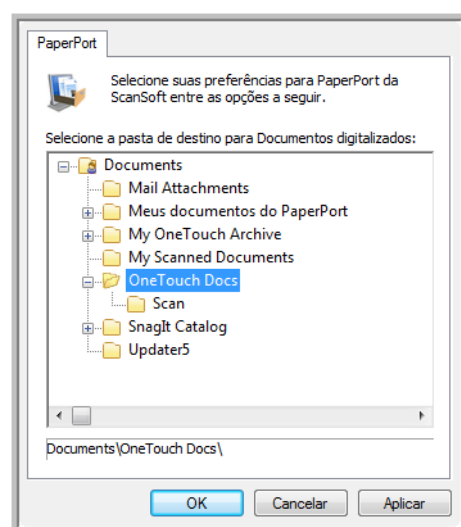 PaperPort
Selecione suas preferências para PaperPort da
ScanSoft entre as opções a seguir.
Selecione a pasta de destino para Documentos digitalizados:
Documents
Mail Attachments
Meus documentos do PaperPort
My OneTouch Archive
My Scanned Documents
OneTouch Docs
Scan
SnagIt Catalog
Updater5
Documents\OneTouch Docs\
OK Cancelar Aplicar